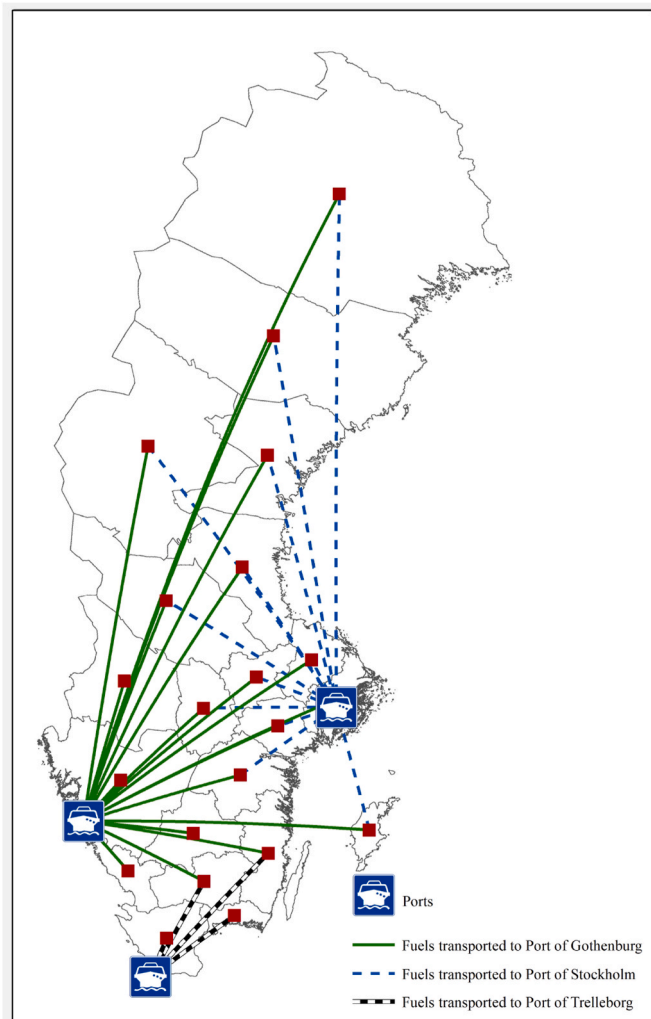 Ports
Fuels transported to Port of Gothenburg
Fuels transported to Port of Stockholm
Fuels transported to Port of Trelleborg